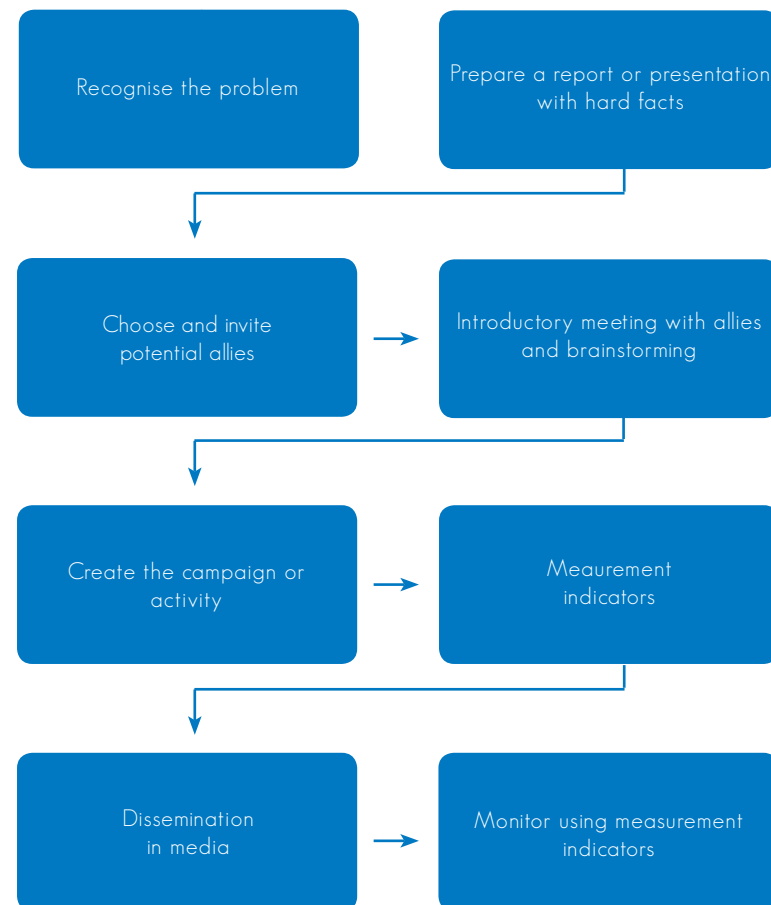 Recognise the problem
Prepare a report or presentation
with hard facts
Choose and invite
potential allies
Introductory meeting with allies
and brainstorming
Create the campaign or
activity
Meaurement
indicators
Dissemination
in media
Monitor using measurement
indicators